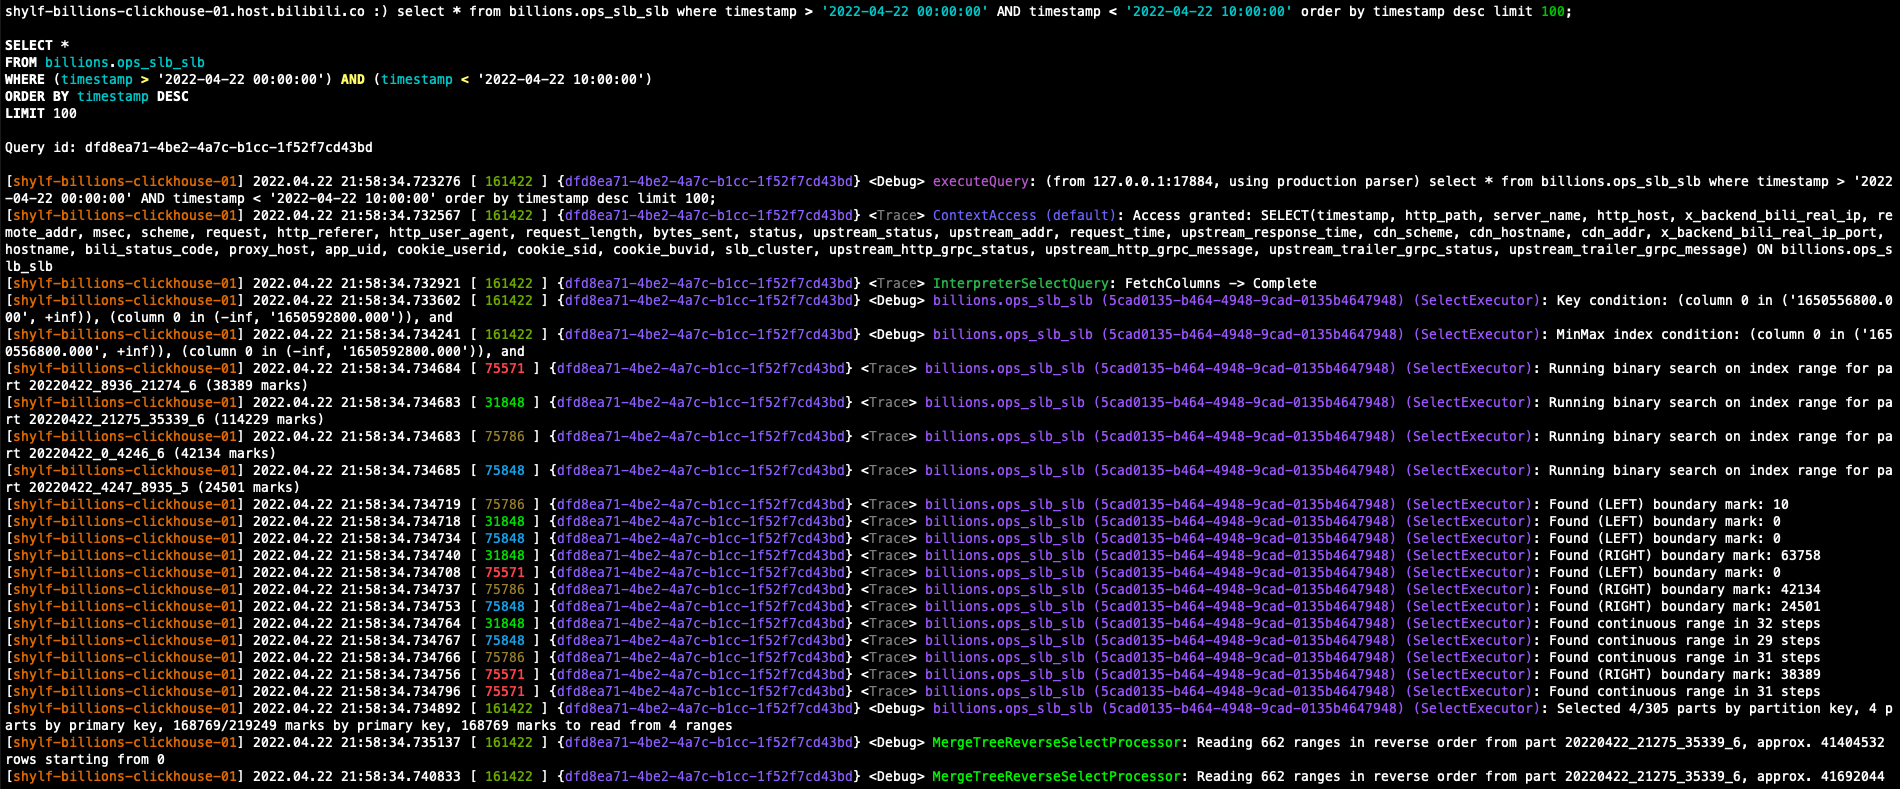 shylf-billions-clickhouse-01.host.bilibili.co :) select * from billions.ops_slb_slb where timestamp > '2022-04-22 00:00:00' AND timestamp < '2022-04-22 10:00:00' order by timestamp desc limit 100;
SELECT *
FROM billions.ops_slb_slb
WHERE (timestamp > '2022-04-22 00:00:00') AND (timestamp < '2022-04-22 10:00:00')
ORDER BY timestamp DESC
LIMIT 100
Query id: dfd8ea71-4be2-4a7c-b1cc-1f52f7cd43bd
[shylf-billions-clickhouse-01] 2022.04.22 21:58:34.723276 [ 161422 ] {dfd8ea71-4be2-4a7c-b1cc-1f52f7cd43bd} <Debug> executeQuery: (from 127.0.0.1:17884, using production parser) select * from billions.ops_slb_slb where timestamp > '2022
-04-22 00:00:00' AND timestamp < '2022-04-22 10:00:00' order by timestamp desc limit 100;
[shylf-billions-clickhouse-01] 2022.04.22 21:58:34.732567 [ 161422 ] {dfd8ea71-4be2-4a7c-b1cc-1f52f7cd43bd} <Trace> ContextAccess (default): Access granted: SELECT(timestamp, http_path, server_name, http_host, x_backend_bili_real_ip, re
mote_addr, msec, scheme, request, http_referer, http_user_agent, request_length, bytes_sent, status, upstream_status, upstream_addr, request_time, upstream_response_time, cdn_scheme, cdn_hostname, cdn_addr, x_backend_bili_real_ip_port,
hostname, bili_status_code, proxy_host, app_uid, cookie_userid, cookie_sid, cookie_buvid, slb_cluster, upstream_http_grpc_status, upstream_http_grpc_message, upstream_trailer_grpc_status, upstream_trailer_grpc_message) ON billions.ops_s
lb_slb
[shylf-billions-clickhouse-01] 2022.04.22 21:58:34.732921 [ 161422 ] {dfd8ea71-4be2-4a7c-b1cc-1f52f7cd43bd} <Trace> InterpreterSelectQuery: FetchColumns -> Complete
[shylf-billions-clickhouse-01] 2022.04.22 21:58:34.733602 [ 161422 ] {dfd8ea71-4be2-4a7c-b1cc-1f52f7cd43bd} <Debug> billions.ops_slb_slb (5cad0135-b464-4948-9cad-0135b4647948) (SelectExecutor): Key condition: (column 0 in ('1650556800.0
00', +inf)), (column 0 in (-inf, '1650592800.000')), and
[shylf-billions-clickhouse-01] 2022.04.22 21:58:34.734241 [ 161422 ] {dfd8ea71-4be2-4a7c-b1cc-1f52f7cd43bd} <Debug> billions.ops_slb_slb (5cad0135-b464-4948-9cad-0135b4647948) (SelectExecutor): MinMax index condition: (column 0 in ('165
0556800.000', +inf)), (column 0 in (-inf, '1650592800.000')), and
[shylf-billions-clickhouse-01] 2022.04.22 21:58:34.734684 [ 75571 ] {dfd8ea71-4be2-4a7c-b1cc-1f52f7cd43bd} <Trace> billions.ops_slb_slb (5cad0135-b464-4948-9cad-0135b4647948) (SelectExecutor): Running binary search on index range for pa
rt 20220422_8936_21274_6 (38389 marks)
[shylf-billions-clickhouse-01] 2022.04.22 21:58:34.734683 [ 31848 ] {dfd8ea71-4be2-4a7c-b1cc-1f52f7cd43bd} <Trace> billions.ops_slb_slb (5cad0135-b464-4948-9cad-0135b4647948) (SelectExecutor): Running binary search on index range for pa
rt 20220422_21275_35339_6 (114229 marks)
[shylf-billions-clickhouse-01] 2022.04.22 21:58:34.734683 [ 75786 ] {dfd8ea71-4be2-4a7c-b1cc-1f52f7cd43bd} <Trace> billions.ops_slb_slb (5cad0135-b464-4948-9cad-0135b4647948) (SelectExecutor): Running binary search on index range for pa
rt 20220422_0_4246_6 (42134 marks)
[shylf-billions-clickhouse-01] 2022.04.22 21:58:34.734685 [ 75848 ] {dfd8ea71-4be2-4a7c-b1cc-1f52f7cd43bd} <Trace> billions.ops_slb_slb (5cad0135-b464-4948-9cad-0135b4647948) (SelectExecutor): Running binary search on index range for pa
rt 20220422_4247_8935_5 (24501 marks)
[shylf-billions-clickhouse-01] 2022.04.22 21:58:34.734719 [ 75786 ] {dfd8ea71-4be2-4a7c-b1cc-1f52f7cd43bd} <Trace> billions.ops_slb_slb (5cad0135-b464-4948-9cad-0135b4647948) (SelectExecutor): Found (LEFT) boundary mark: 10
[shylf-billions-clickhouse-01] 2022.04.22 21:58:34.734718 [ 31848 ] {dfd8ea71-4be2-4a7c-b1cc-1f52f7cd43bd} <Trace> billions.ops_slb_slb (5cad0135-b464-4948-9cad-0135b4647948) (SelectExecutor): Found (LEFT) boundary mark: 0
[shylf-billions-clickhouse-01] 2022.04.22 21:58:34.734734 [ 75848 ] {dfd8ea71-4be2-4a7c-b1cc-1f52f7cd43bd} <Trace> billions.ops_slb_slb (5cad0135-b464-4948-9cad-0135b4647948) (SelectExecutor): Found (LEFT) boundary mark: 0
[shylf-billions-clickhouse-01] 2022.04.22 21:58:34.734740 [ 31848 ] {dfd8ea71-4be2-4a7c-b1cc-1f52f7cd43bd} <Trace> billions.ops_slb_slb (5cad0135-b464-4948-9cad-0135b4647948) (SelectExecutor): Found (RIGHT) boundary mark: 63758
[shylf-billions-clickhouse-01] 2022.04.22 21:58:34.734708 [ 75571 ] {dfd8ea71-4be2-4a7c-b1cc-1f52f7cd43bd} <Trace> billions.ops_slb_slb (5cad0135-b464-4948-9cad-0135b4647948) (SelectExecutor): Found (LEFT) boundary mark: 0
[shylf-billions-clickhouse-01] 2022.04.22 21:58:34.734737 [ 75786 ] {dfd8ea71-4be2-4a7c-b1cc-1f52f7cd43bd} <Trace> billions.ops_slb_slb (5cad0135-b464-4948-9cad-0135b4647948) (SelectExecutor): Found (RIGHT) boundary mark: 42134
[shylf-billions-clickhouse-01] 2022.04.22 21:58:34.734753 [ 75848 ] {dfd8ea71-4be2-4a7c-b1cc-1f52f7cd43bd} <Trace> billions.ops_slb_slb (5cad0135-b464-4948-9cad-0135b4647948) (SelectExecutor): Found (RIGHT) boundary mark: 24501
[shylf-billions-clickhouse-01] 2022.04.22 21:58:34.734764 [ 31848 ] {dfd8ea71-4be2-4a7c-b1cc-1f52f7cd43bd} <Trace> billions.ops_slb_slb (5cad0135-b464-4948-9cad-0135b4647948) (SelectExecutor): Found continuous range in 32 steps
[shylf-billions-clickhouse-01] 2022.04.22 21:58:34.734767 [ 75848 ] {dfd8ea71-4be2-4a7c-b1cc-1f52f7cd43bd} <Trace> billions.ops_slb_slb (5cad0135-b464-4948-9cad-0135b4647948) (SelectExecutor): Found continuous range in 29 steps
[shylf-billions-clickhouse-01] 2022.04.22 21:58:34.734766 [ 75786 ] {dfd8ea71-4be2-4a7c-b1cc-1f52f7cd43bd} <Trace> billions.ops_slb_slb (5cad0135-b464-4948-9cad-0135b4647948) (SelectExecutor): Found continuous range in 31 steps
[shylf-billions-clickhouse-01] 2022.04.22 21:58:34.734756 [ 75571 ] {dfd8ea71-4be2-4a7c-b1cc-1f52f7cd43bd} <Trace> billions.ops_slb_slb (5cad0135-b464-4948-9cad-0135b4647948) (SelectExecutor): Found (RIGHT) boundary mark: 38389
[shylf-billions-clickhouse-01] 2022.04.22 21:58:34.734796 [ 75571 ] {dfd8ea71-4be2-4a7c-b1cc-1f52f7cd43bd} <Trace> billions.ops_slb_slb (5cad0135-b464-4948-9cad-0135b4647948) (SelectExecutor): Found continuous range in 31 steps
[shylf-billions-clickhouse-01] 2022.04.22 21:58:34.734892 [ 161422 ] {dfd8ea71-4be2-4a7c-b1cc-1f52f7cd43bd} <Debug> billions.ops_slb_slb (5cad0135-b464-4948-9cad-0135b4647948) (SelectExecutor): Selected 4/305 parts by partition key, 4 p
arts by primary key, 168769/219249 marks by primary key, 168769 marks to read from 4 ranges
[shylf-billions-clickhouse-01] 2022.04.22 21:58:34.735137 [ 161422 ] {dfd8ea71-4be2-4a7c-b1cc-1f52f7cd43bd} <Debug> MergeTreeReverseSelectProcessor: Reading 662 ranges in reverse order from part 20220422_21275_35339_6, approx. 41404532
rows starting from 0
[shylf-billions-clickhouse-01] 2022.04.22 21:58:34.740833 [ 161422 ] {dfd8ea71-4be2-4a7c-b1cc-1f52f7cd43bd} <Debug> MergeTreeReverseSelectProcessor: Reading 662 ranges in reverse order from part 20220422_21275_35339_6, approx. 41692044